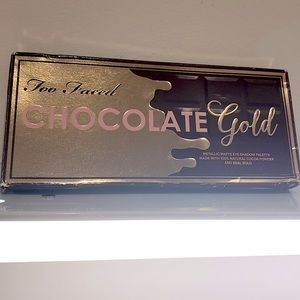 Too Faced
CHOCOLATE Gold
METALLIC/MATTE EYE SHADOW PALETTE
MADE WITH 100% NATURAL COCOA POWDER
AND REAL GOLD